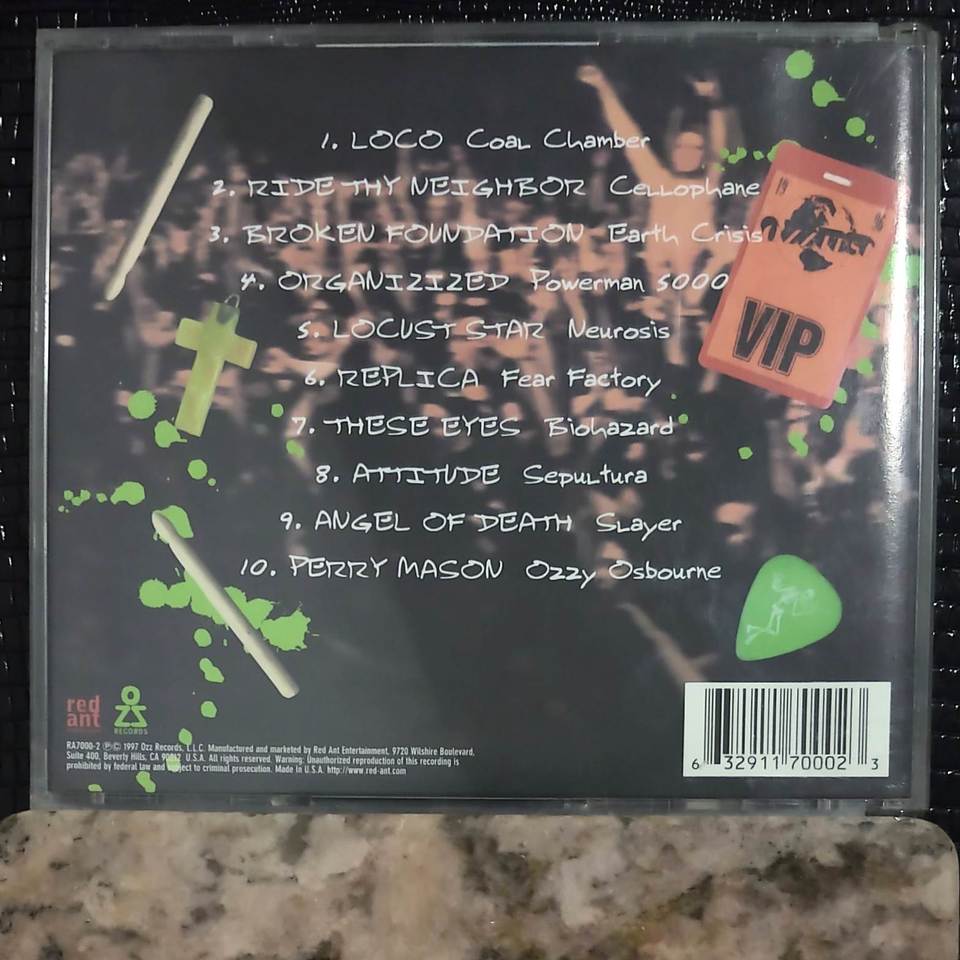 1. LOCO Coal Chamber
2. RIDE THY NEIGHBOR Cellophane
3. BROKEN FOUNDATION Earth Crisis
4. ORGANIZIZED Powerman 5000
5. LOCUST STAR Neurosis
6. REPLICA Fear Factory
7. THESE EYES Biohazard
8. ATTITUDE Sepultura
9. ANGEL OF DEATH Slayer
10. PERRY MASON Ozzy Osbourne
19 96
VIP
red
ant
OZZ
RECORDS
RA7000-2 ℗© 1997 Ozz Records, L.L.C. Manufactured and marketed by Red Ant Entertainment, 9720 Wilshire Boulevard,
Suite 400, Beverly Hills, CA 90212 U.S.A. All rights reserved. Warning: Unauthorized reproduction of this recording is
prohibited by federal law and subject to criminal prosecution. Made In U.S.A. http://www.red-ant.com
6 32911 70002 3